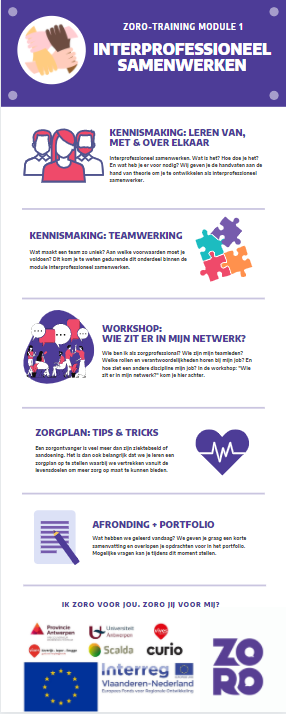 ZORO-TRAINING MODULE 1
INTERPROFESSIONEEL
SAMENWERKEN
KENNISMAKING: LEREN VAN,
MET & OVER ELKAAR
Interprofessioneel samenwerken. Wat is het? Hoe doe je het?
En wat heb je er voor nodig? Wij geven je de handvaten aan de
hand van theorie om je te ontwikkelen als interprofessioneel
samenwerker.
KENNISMAKING: TEAMWERKING
Wat maakt een team zo uniek? Aan welke voorwaarden moet je
voldoen? Dit kom je te weten gedurende dit onderdeel binnen de
module interprofessioneel samenwerken.
WORKSHOP:
WIE ZIT ER IN MIJN NETWERK?
Wie ben ik als zorgprofessional? Wie zijn mijn teamleden?
Welke rollen en verantwoordelijkheden horen bij mijn job? En
hoe ziet een andere discipline mijn job? In de workshop: "Wie
zit er in mijn netwerk?" kom je hier achter.
ZORGPLAN: TIPS & TRICKS
Een zorgontvanger is veel meer dan zijn ziektebeeld of
aandoening. Het is dan ook belangrijk dat we je leren een
zorgplan op te stellen waarbij we vertrekken vanuit de
levensdoelen om meer zorg op maat te kunnen bieden.
AFRONDING + PORTFOLIO
Wat hebben we geleerd vandaag? We geven je graag een korte
samenvatting en overlopen je opdrachten voor in het portfolio.
Mogelijke vragen kan je tijdens dit moment stellen.
IK ZORO VOOR JOU. ZORO JIJ VOOR MIJ?
Provincie
Antwerpen
Universiteit
Antwerpen
vives
vives
Scalda
curio
Interreg
Vlaanderen-Nederland
Europees Fonds voor Regionale Ontwikkeling
ZO
RO